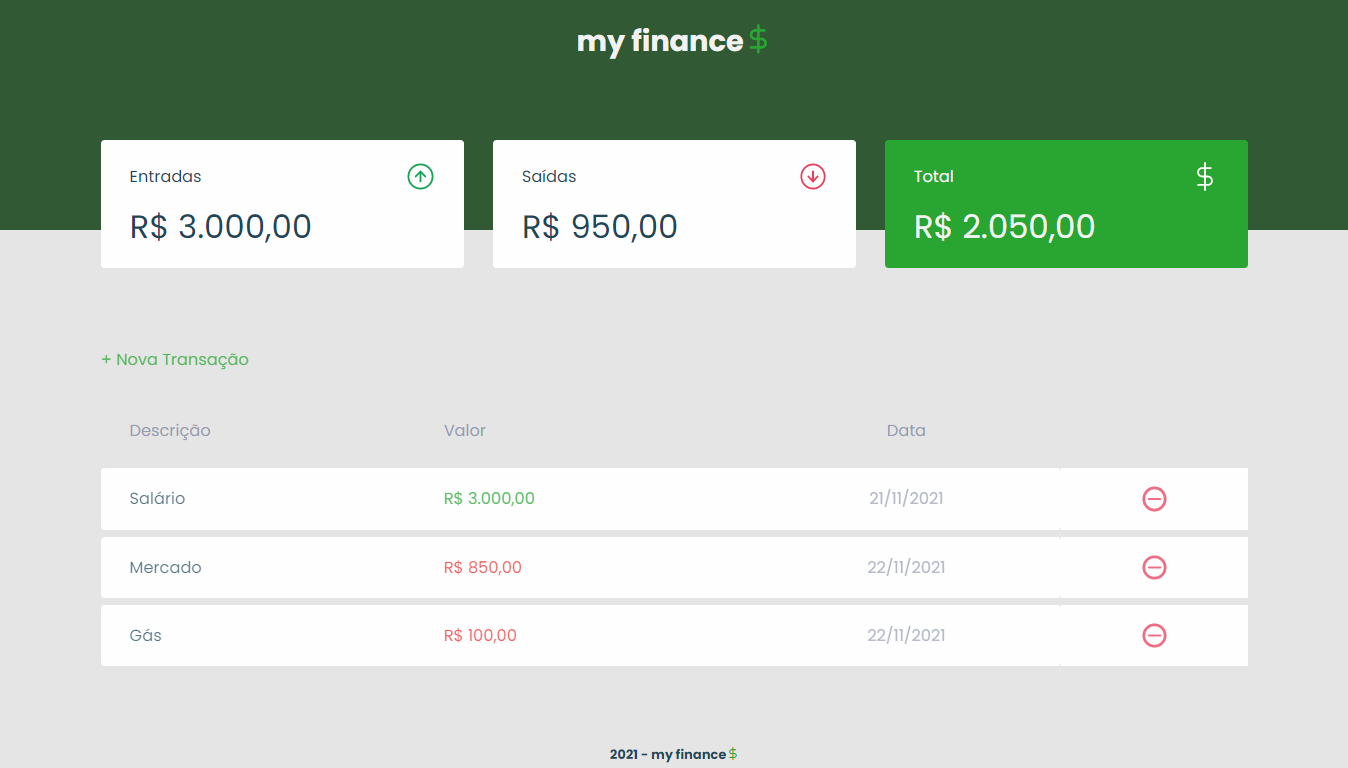 my finance $
Entradas
R$ 3.000,00
Saídas
R$ 950,00
Total $
R$ 2.050,00
+ Nova Transação
Descrição Valor Data
Salário R$ 3.000,00 21/11/2021
Mercado R$ 850,00 22/11/2021
Gás R$ 100,00 22/11/2021
2021 - my finance $